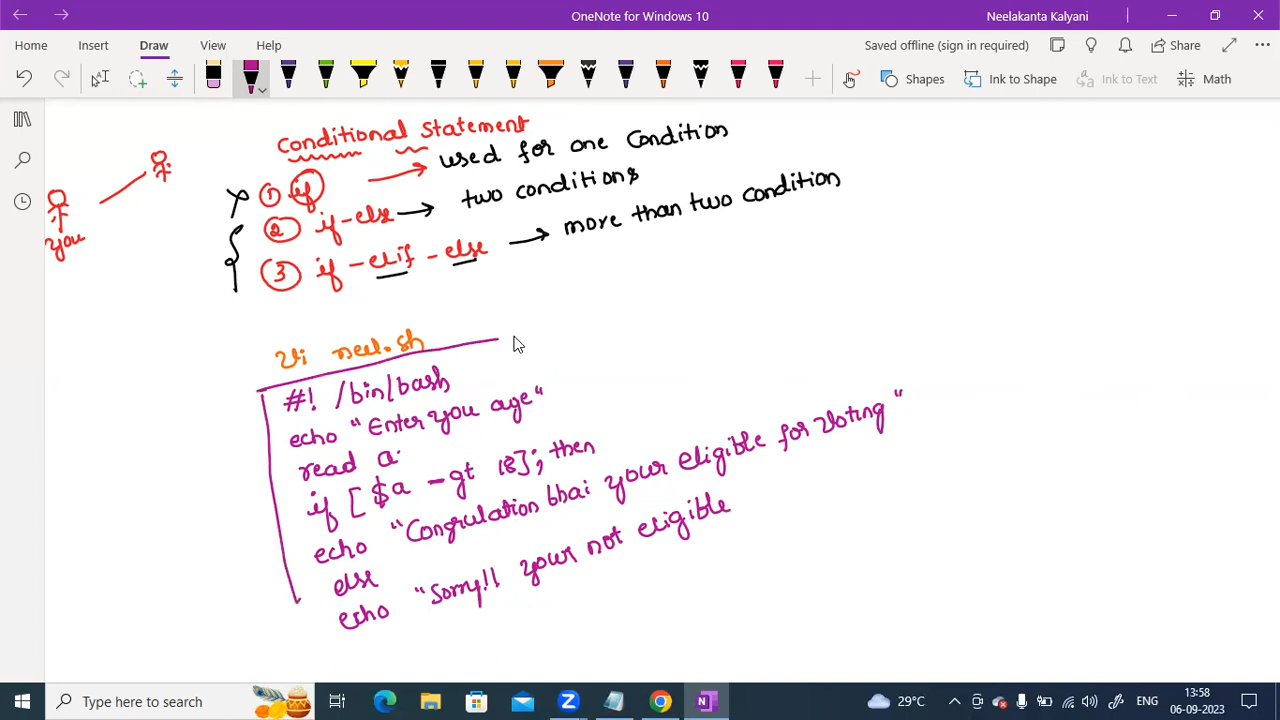 OneNote for Windows 10
Neelakanta Kalyani
Home Insert Draw View Help
Saved offline (sign in required)
Share
Shapes
Ink to Shape
Ink to Text
Math
Conditional Statement
① if → used for one Condition
② if-else → two conditions
③ if - elif - else → more than two condition
you
vi neel.sh
#! /bin/bash
echo "Enter you age"
read a
if [ $a -gt 18]; then
echo "Congrulation bhai your eligible for voting"
else
echo "Sorry!! your not eligible
Type here to search
29°C
ENG
13:58
06-09-2023